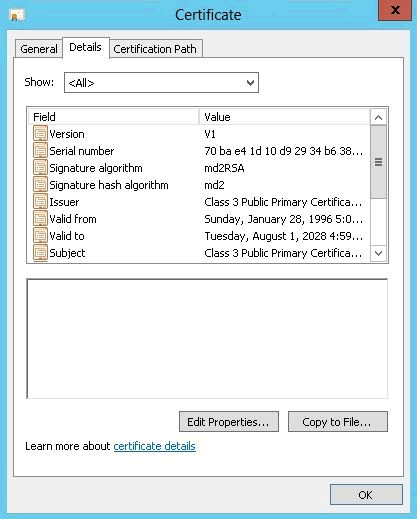 Certificate
x
General Details Certification Path
Show: <All>
Field Value
Version V1
Serial number 70 ba e4 1d 10 d9 29 34 b6 38...
Signature algorithm md2RSA
Signature hash algorithm md2
Issuer Class 3 Public Primary Certifica...
Valid from Sunday, January 28, 1996 5:0...
Valid to Tuesday, August 1, 2028 4:59...
Subject Class 3 Public Primary Certifica...
Edit Properties... Copy to File...
Learn more about certificate details
OK